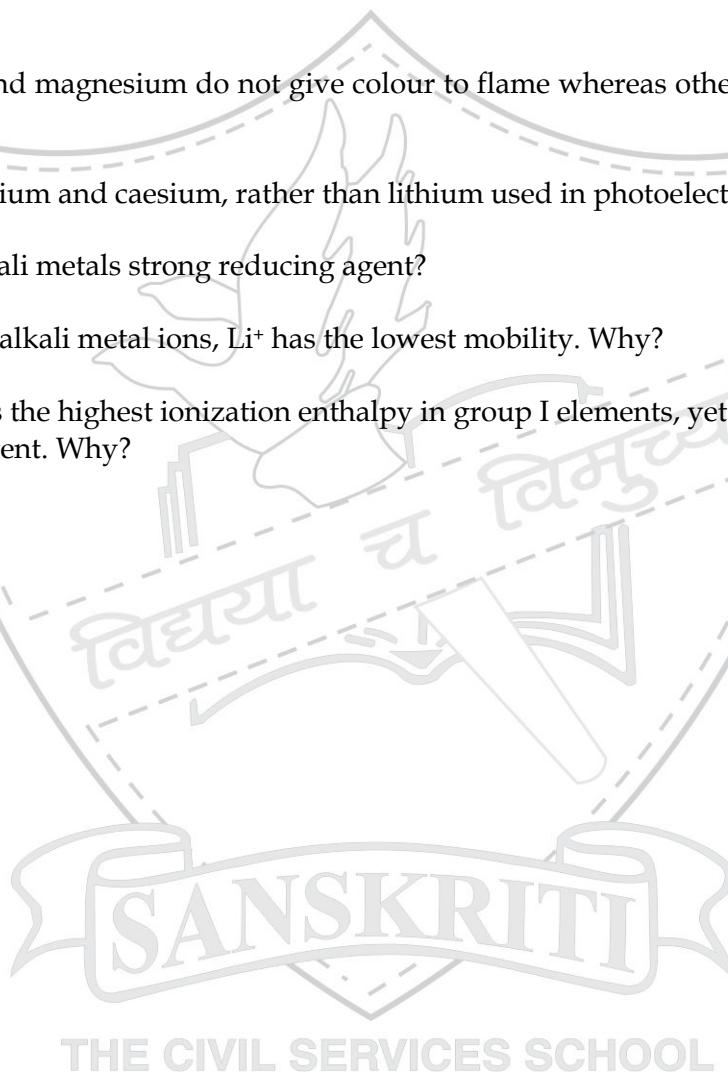 nd magnesium do not give colour to flame whereas othe
ium and caesium, rather than lithium used in photoelect
ali metals strong reducing agent?
alkali metal ions, Li⁺ has the lowest mobility. Why?
s the highest ionization enthalpy in group I elements, yet
ent. Why?
विद्यया च विमुच्य
SANSKRITI
THE CIVIL SERVICES SCHOOL